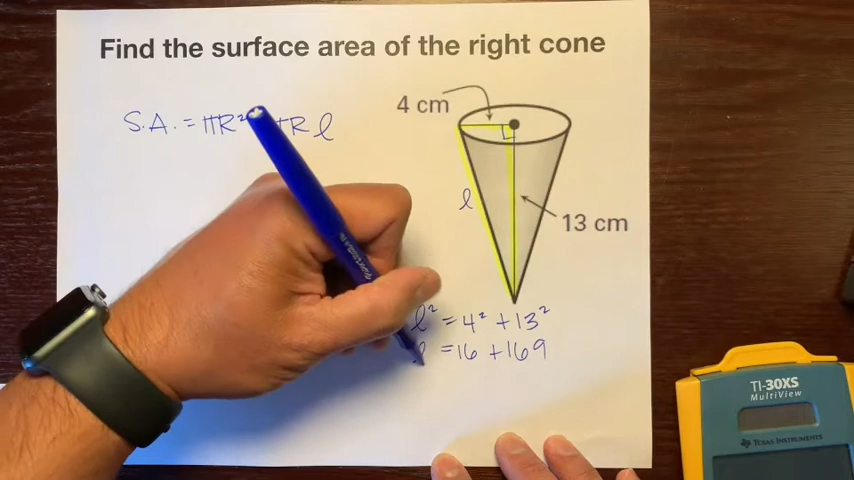 Find the surface area of the right cone
S.A. = πR² πR l
4 cm
l
13 cm
l² = 4² + 13²
l = 16 + 169
TI-30XS
MultiView
TEXAS INSTRUMENTS